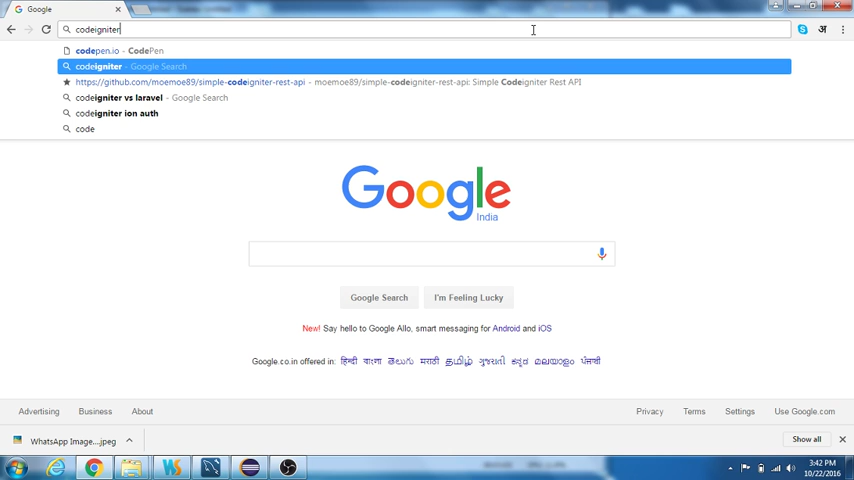 Google
codeigniter
अ
codepen.io - CodePen
codeigniter - Google Search
https://github.com/moemoe89/simple-codeigniter-rest-api - moemoe89/simple-codeigniter-rest-api: Simple Codeigniter Rest API
codeigniter vs laravel - Google Search
codeigniter ion auth
code
Google
India
Google Search
I'm Feeling Lucky
New! Say hello to Google Allo, smart messaging for Android and iOS
Google.co.in offered in: हिन्दी বাংলা తెలుగు मराठी தமிழ் ગુજરાતી ಕನ್ನಡ മലയാളം ਪੰਜਾਬੀ
Advertising Business About Privacy Terms Settings Use Google.com
WhatsApp Image....jpeg
Show all
3:42 PM
10/22/2016